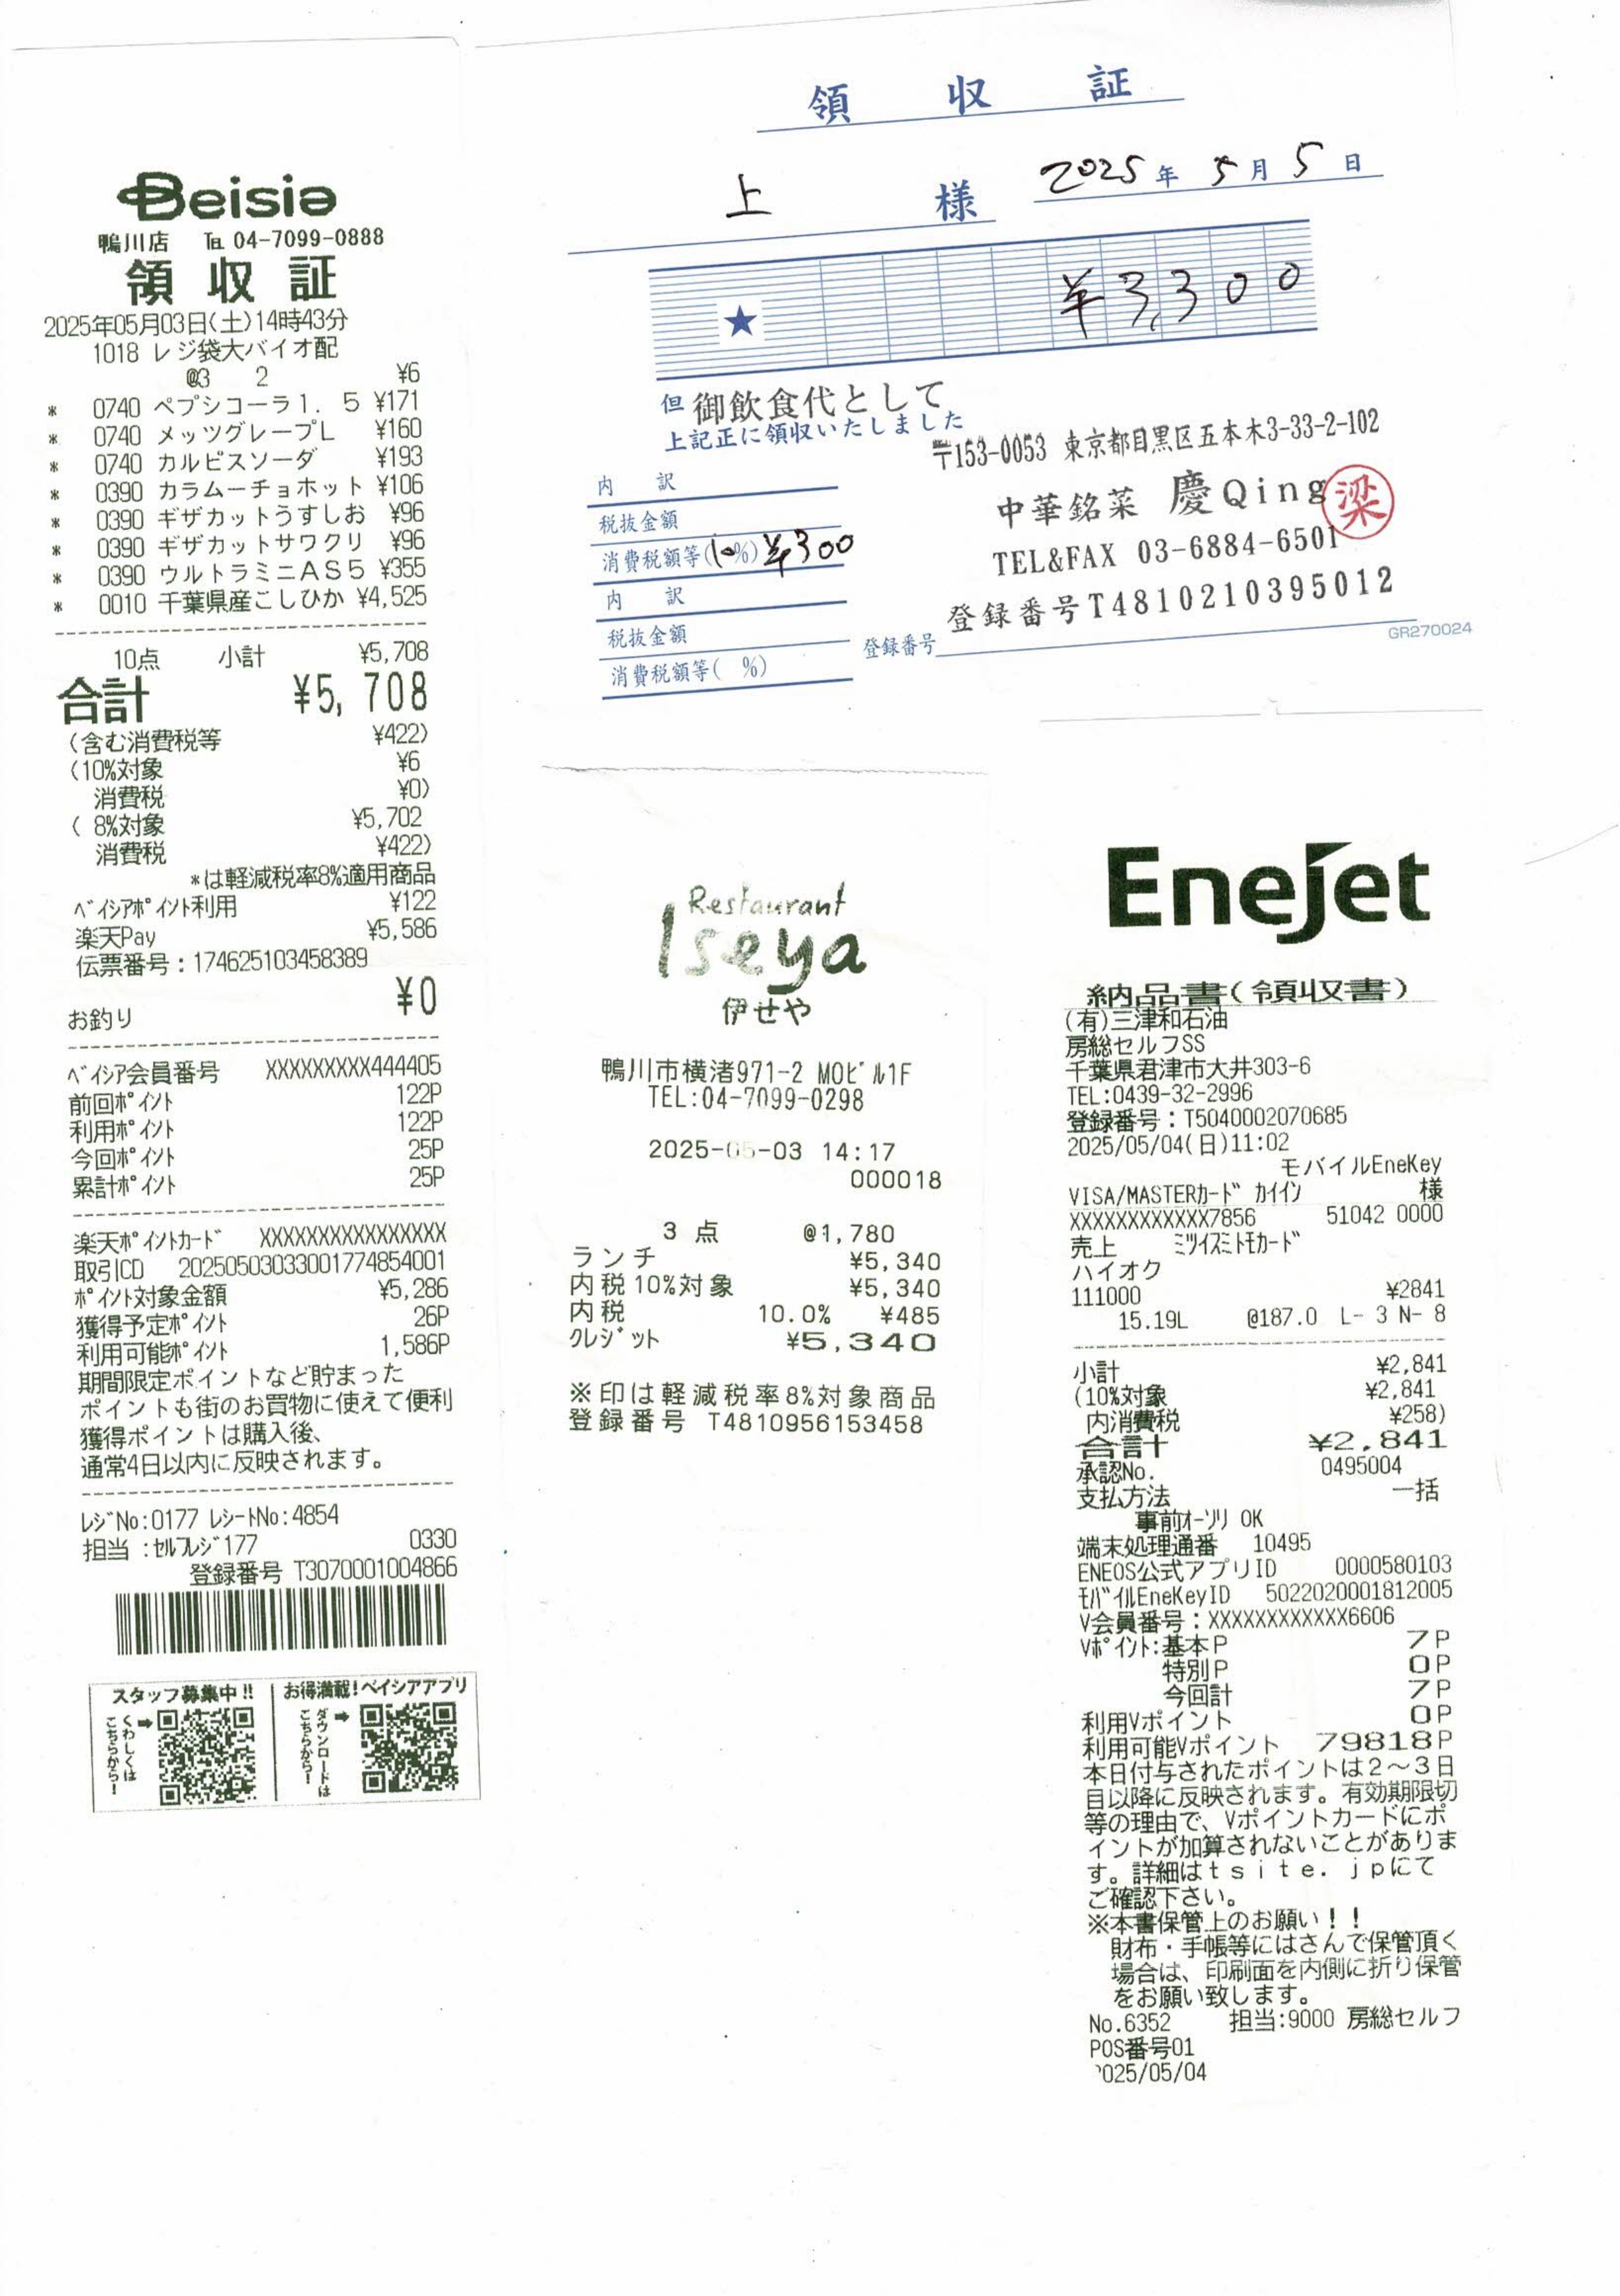 Beisia
鴨川店 ℡ 04-7099-0888
領収証
2025年05月03日(土)14時43分
1018 レジ袋大バイオ配
@3 2 ¥6
* 0740 ペプシコーラ1.5 ¥171
* 0740 メッツグレープL ¥160
* 0740 カルピスソーダ ¥193
* 0390 カラムーチョホット ¥106
* 0390 ギザカットうすしお ¥96
* 0390 ギザカットサワクリ ¥96
* 0390 ウルトラミニAS5 ¥355
* 0010 千葉県産こしひか ¥4,525
10点 小計 ¥5,708
合計 ¥5,708
(含む消費税等 ¥422)
(10%対象 ¥6
消費税 ¥0)
( 8%対象 ¥5,702
消費税 ¥422)
*は軽減税率8%適用商品
ベイシアポイント利用 ¥122
楽天Pay ¥5,586
伝票番号:174625103458389
お釣り ¥0
ベイシア会員番号 XXXXXXXXX444405
前回ポイント 122P
利用ポイント 122P
今回ポイント 25P
累計ポイント 25P
楽天ポイントカード XXXXXXXXXXXXXXXX
取引CD 20250503033001774854001
ポイント対象金額 ¥5,286
獲得予定ポイント 26P
利用可能ポイント 1,586P
期間限定ポイントなど貯まった
ポイントも街のお買物に使えて便利
獲得ポイントは購入後、
通常4日以内に反映されます。
レジNo:0177 レシートNo:4854
担当:セルフレジ177 0330
登録番号 T3070001004866
スタッフ募集中!!
くわしくは
こちらから!
お得満載!ベイシアアプリ
ダウンロードは
こちらから!
領収証
上 様 2025年5月5日
★ ¥3,300
但 御飲食代として
上記正に領収いたしました
内 訳
税抜金額
消費税額等(10%) ¥300
内 訳
税抜金額
消費税額等( %)
〒153-0053 東京都目黒区五本木3-33-2-102
中華銘菜 慶Qing
梁
TEL&FAX 03-6884-6501
登録番号T4810210395012
登録番号
GR270024
Restaurant
Iseya
伊せや
鴨川市横渚971-2 MOビル1F
TEL:04-7099-0298
2025-05-03 14:17
000018
3 点 @1,780
ランチ ¥5,340
内税10%対象 ¥5,340
内税 10.0% ¥485
クレジット ¥5,340
※印は軽減税率8%対象商品
登録番号 T4810956153458
EneJet
納品書(領収書)
(有)三津和石油
房総セルフSS
千葉県君津市大井303-6
TEL:0439-32-2996
登録番号:T5040002070685
2025/05/04(日)11:02
モバイルEneKey
VISA/MASTERカード カイイン 様
XXXXXXXXXXXX7856 51042 0000
売上 ミツイスミトモカード
ハイオク
111000 ¥2841
15.19L @187.0 L- 3 N- 8
小計 ¥2,841
(10%対象 ¥2,841
内消費税 ¥258)
合計 ¥2,841
承認No. 0495004
支払方法 一括
事前オーソリ OK
端末処理通番 10495
ENEOS公式アプリID 0000580103
モバイルEneKeyID 5022020001812005
V会員番号:XXXXXXXXXXXX6606
Vポイント:基本P 7P
特別P 0P
今回計 7P
利用Vポイント 0P
利用可能Vポイント 79818P
本日付与されたポイントは2～3日
目以降に反映されます。有効期限切
等の理由で、Vポイントカードにポ
イントが加算されないことがありま
す。詳細はtsite.jpにて
ご確認下さい。
※本書保管上のお願い!!
財布・手帳等にはさんで保管頂く
場合は、印刷面を内側に折り保管
をお願い致します。
No.6352 担当:9000 房総セルフ
POS番号01
2025/05/04